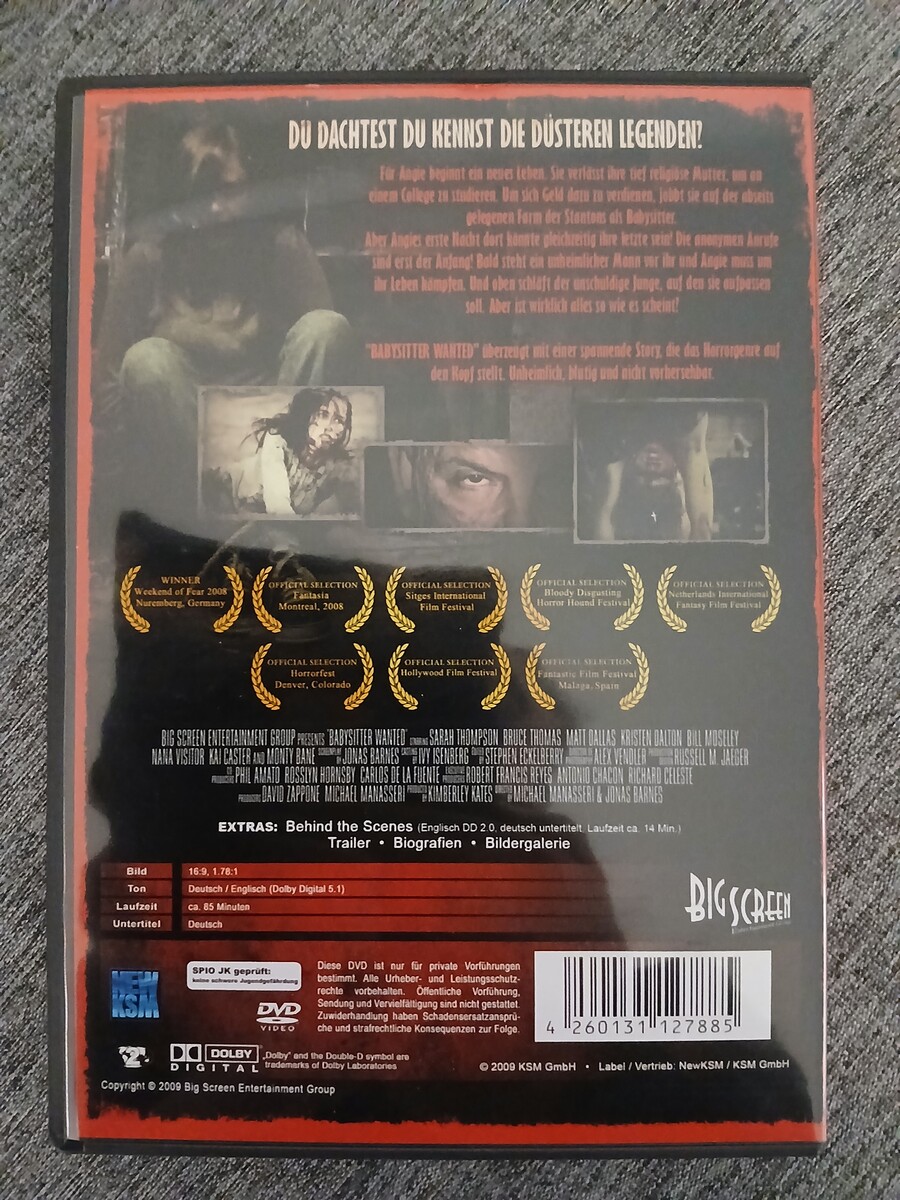 DU DACHTEST DU KENNST DIE DÜSTEREN LEGENDEN?
Für Angie beginnt ein neues Leben. Sie verlässt ihre tief religiöse Mutter, um an
einem College zu studieren. Um sich Geld dazu zu verdienen, jobbt sie auf der abseits
gelegenen Farm der Stantons als Babysitter.
Aber Angies erste Nacht dort könnte gleichzeitig ihre letzte sein! Die anonymen Anrufe
sind erst der Anfang! Bald steht ein unheimlicher Mann vor ihr und Angie muss um
ihr Leben kämpfen. Und oben schläft der unschuldige Junge, auf den sie aufpassen
soll. Aber ist wirklich alles so wie es scheint?
"BABYSITTER WANTED" überzeugt mit einer spannende Story, die das Horrorgenre auf
den Kopf stellt. Unheimlich, Mutig und nicht vorhersehbar.
WINNER
Weekend of Fear 2008
Nuremberg, Germany
OFFICIAL SELECTION
Fantasia
Montreal, 2008
OFFICIAL SELECTION
Sitges International
Film Festival
OFFICIAL SELECTION
Bloody Disgusting
Horror Hound Festival
OFFICIAL SELECTION
Netherlands International
Fantasy Film Festival
OFFICIAL SELECTION
Horrorfest
Denver, Colorado
OFFICIAL SELECTION
Hollywood Film Festival
OFFICIAL SELECTION
Fantastic Film Festival
Malaga, Spain
BIG SCREEN ENTERTAINMENT GROUP PRESENTS "BABYSITTER WANTED" STARRING SARAH THOMPSON BRUCE THOMAS MATT DALLAS KRISTEN DALTON BILL MOSELEY
NANA VISITOR KAI CASTER AND MONTY BANE SCREENPLAY BY JONAS BARNES CASTING BY IVY ISENBERG STEPHEN ECKELBERRY ALEX VENDLER RUSSELL M. JAEGER
CO PRODUCERS PHIL AMATO ROSSLYN HORNSBY CARLOS DE LA FUENTE EXECUTIVE PRODUCERS ROBERT FRANCIS REYES ANTONIO CHACON RICHARD CELESTE
PRODUCERS DAVID ZAPPONE MICHAEL MANASSERI PRODUCED BY KIMBERLEY KATES DIRECTED BY MICHAEL MANASSERI & JONAS BARNES
EXTRAS: Behind the Scenes (Englisch DD 2.0, deutsch untertitelt, Laufzeit ca. 14 Min.)
Trailer • Biografien • Bildergalerie
Bild 16:9, 1.78:1
Ton Deutsch / Englisch (Dolby Digital 5.1)
Laufzeit ca. 85 Minuten
Untertitel Deutsch
BIG SCREEN
NEW
KSM
SPIO JK geprüft:
keine schwere Jugendgefährdung
DVD
VIDEO
Diese DVD ist nur für private Vorführungen
bestimmt. Alle Urheber- und Leistungsschutz-
rechte vorbehalten. Öffentliche Vorführung,
Sendung und Vervielfältigung sind nicht gestattet.
Zuwiderhandlung haben Schadensersatzansprü-
che und strafrechtliche Konsequenzen zur Folge.
4 260131 127885
2
DOLBY
DIGITAL
„Dolby" and the Double-D symbol are
trademarks of Dolby Laboratories
© 2009 KSM GmbH • Label / Vertrieb: NewKSM / KSM GmbH
Copyright © 2009 Big Screen Entertainment Group